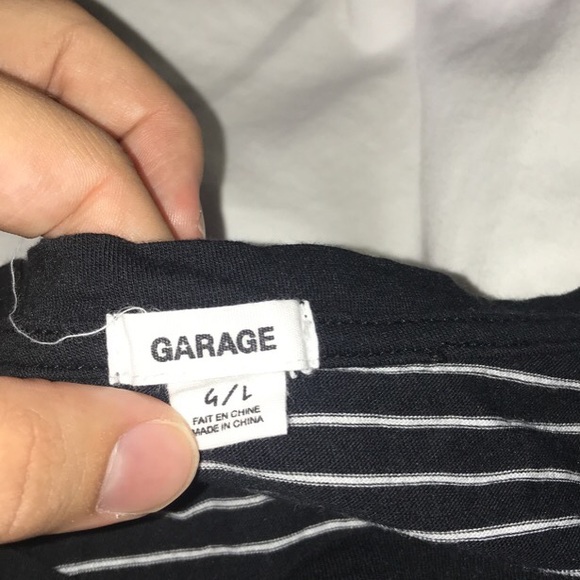 GARAGE
G/L
FAIT EN CHINE
MADE IN CHINA